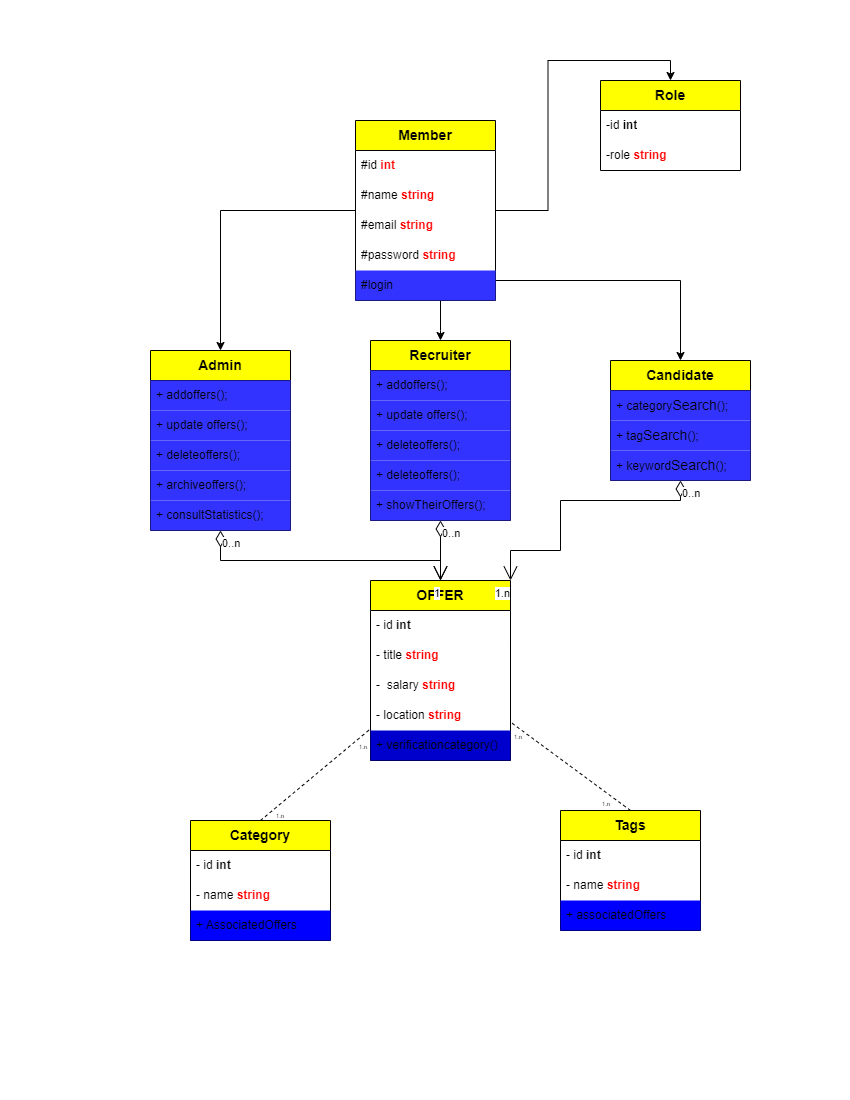 Role
-id int
-role string
Member
#id int
#name string
#email string
#password string
#login
Admin
+ addoffers();
+ update offers();
+ deleteoffers();
+ archiveoffers();
+ consultStatistics();
0..n
Recruiter
+ addoffers();
+ update offers();
+ deleteoffers();
+ deleteoffers();
+ showTheirOffers();
0..n
Candidate
+ categorySearch();
+ tagSearch();
+ keywordSearch();
0..n
OFFER
1
1.n
- id int
- title string
- salary string
- location string
+ verificationcategory()
1.n
1.n
1.n
1.n
Category
- id int
- name string
+ AssociatedOffers
Tags
- id int
- name string
+ associatedOffers